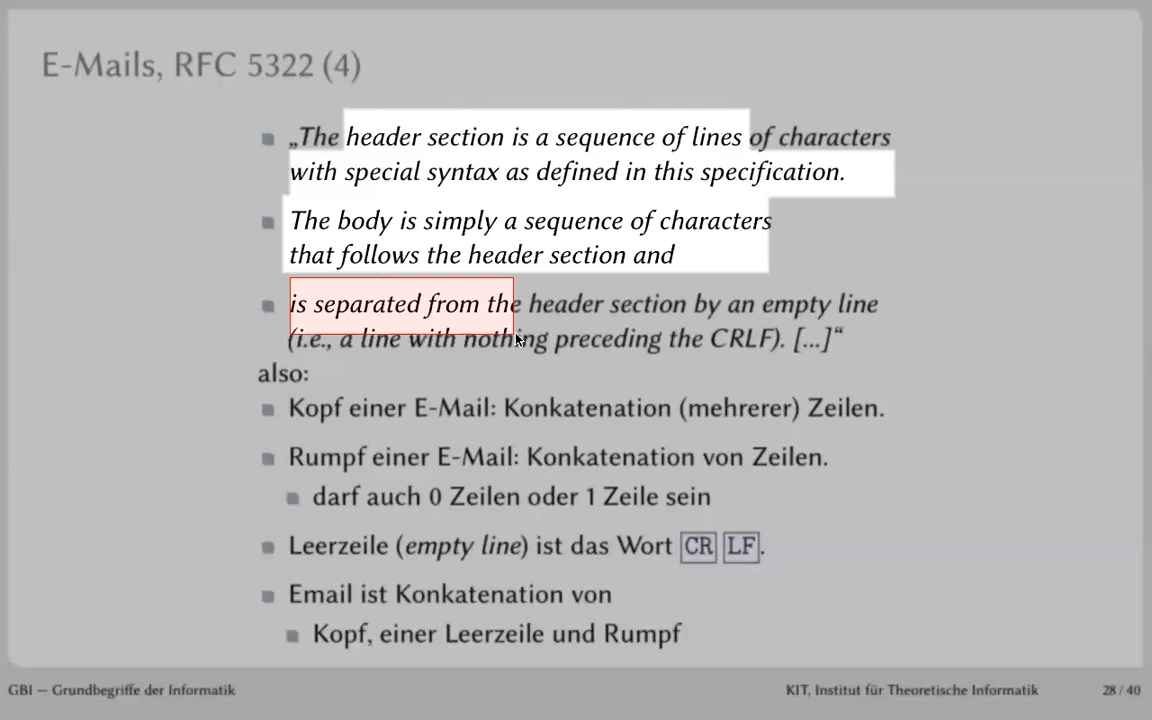 E-Mails, RFC 5322 (4)
„The header section is a sequence of lines of characters
with special syntax as defined in this specification.
The body is simply a sequence of characters
that follows the header section and
is separated from the header section by an empty line
(i.e., a line with nothing preceding the CRLF). [...]“
also:
Kopf einer E-Mail: Konkatenation (mehrerer) Zeilen.
Rumpf einer E-Mail: Konkatenation von Zeilen.
darf auch 0 Zeilen oder 1 Zeile sein
Leerzeile (empty line) ist das Wort CR LF.
Email ist Konkatenation von
Kopf, einer Leerzeile und Rumpf
GBI — Grundbegriffe der Informatik KIT, Institut für Theoretische Informatik 28 / 40